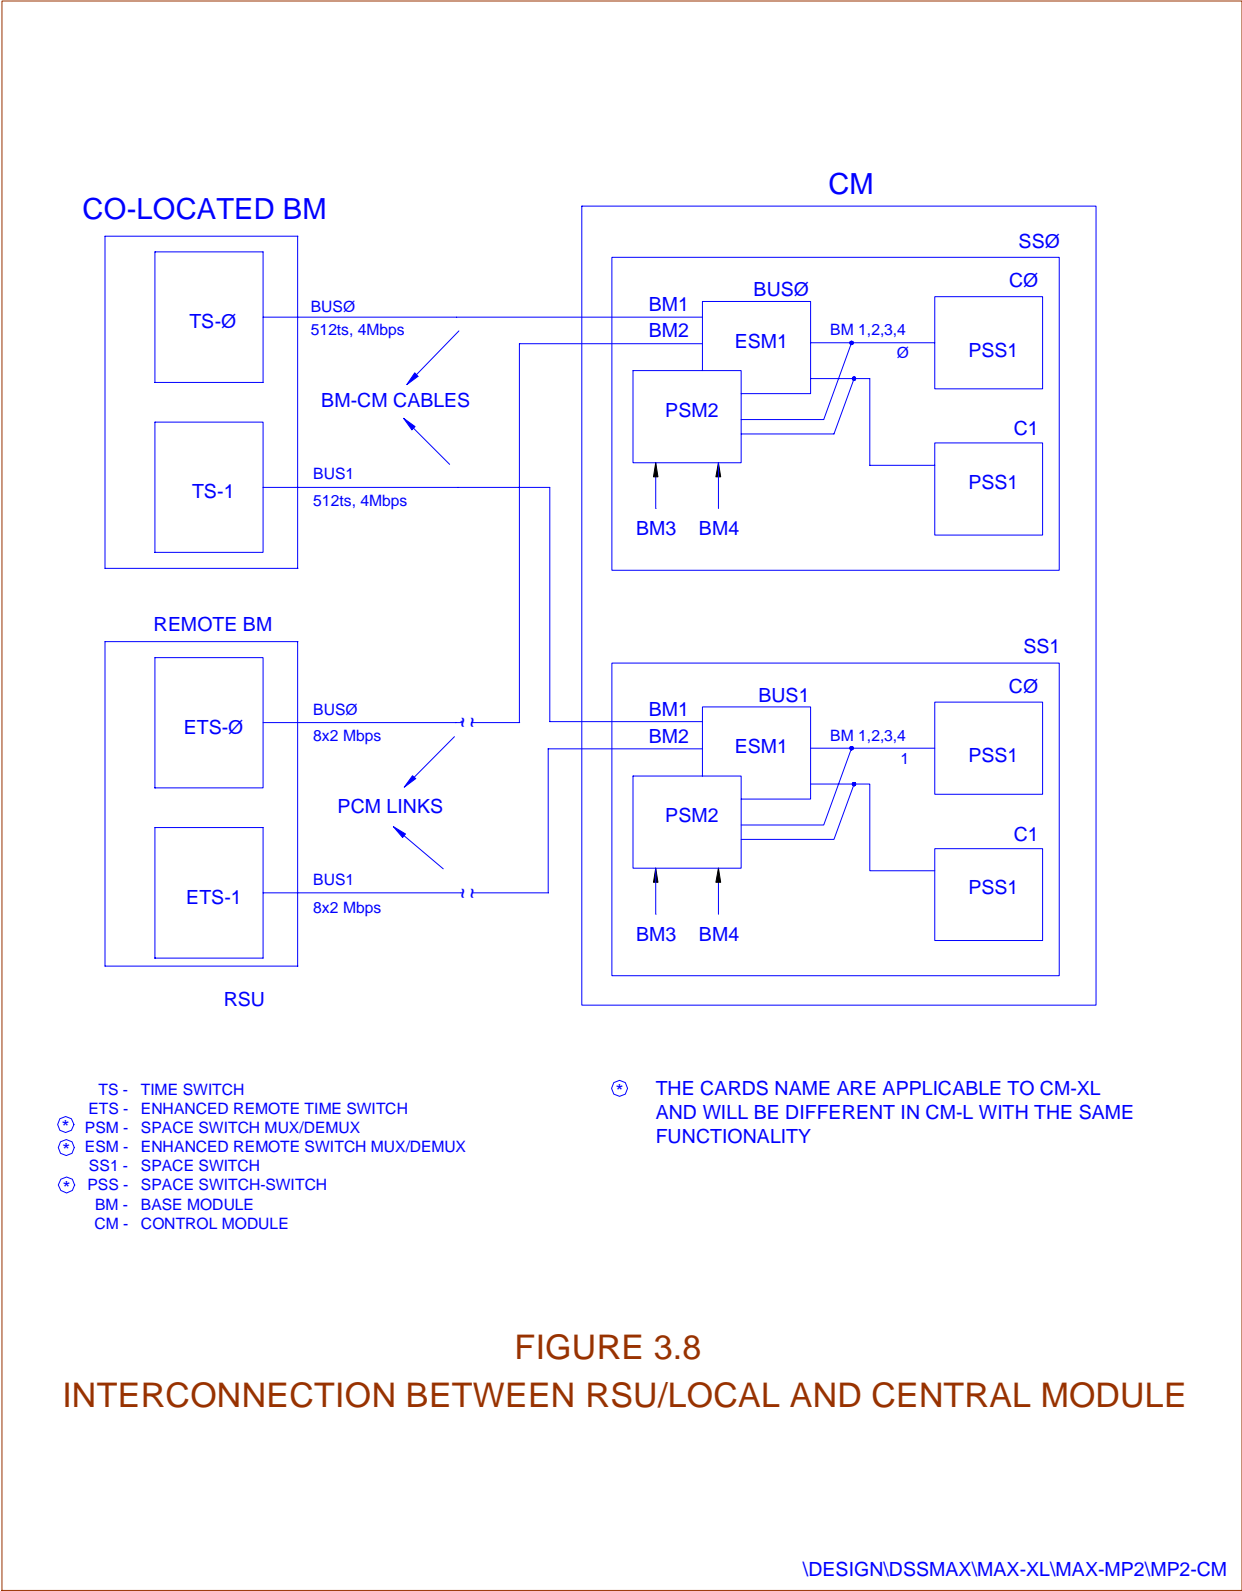 CM
CO-LOCATED BM
SSØ
CØ
BUSØ
BM1
BUSØ
TS-Ø
512ts, 4Mbps
BM2
ESM1
BM 1,2,3,4
Ø
PSS1
BM-CM CABLES
PSM2
C1
BUS1
TS-1
512ts, 4Mbps
PSS1
BM3 BM4
REMOTE BM
SS1
CØ
BUS1
BM1
BUSØ
ETS-Ø
8x2 Mbps
BM2
ESM1
BM 1,2,3,4
1
PSS1
PCM LINKS
PSM2
C1
BUS1
ETS-1
8x2 Mbps
PSS1
BM3 BM4
RSU
TS - TIME SWITCH
ETS - ENHANCED REMOTE TIME SWITCH
* PSM - SPACE SWITCH MUX/DEMUX
* ESM - ENHANCED REMOTE SWITCH MUX/DEMUX
SS1 - SPACE SWITCH
* PSS - SPACE SWITCH-SWITCH
BM - BASE MODULE
CM - CONTROL MODULE
* THE CARDS NAME ARE APPLICABLE TO CM-XL
AND WILL BE DIFFERENT IN CM-L WITH THE SAME
FUNCTIONALITY
FIGURE 3.8
INTERCONNECTION BETWEEN RSU/LOCAL AND CENTRAL MODULE
\DESIGN\DSSMAX\MAX-XL\MAX-MP2\MP2-CM